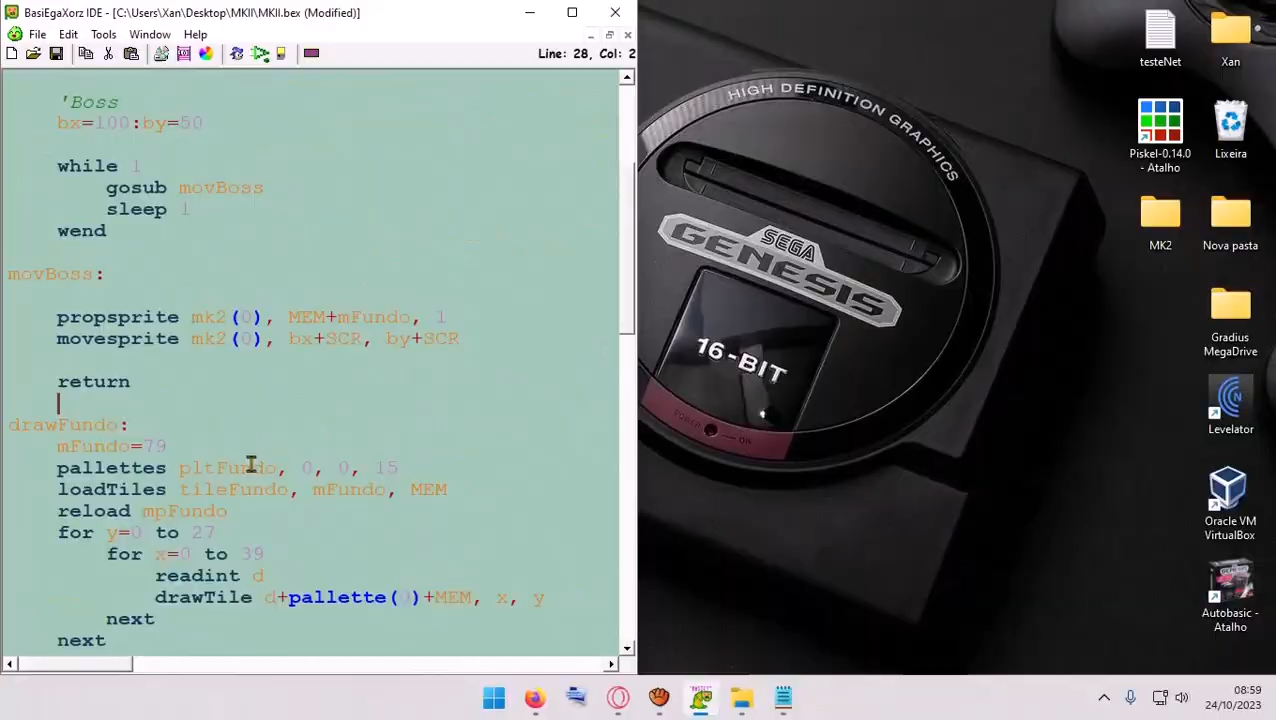 BasiEgaXorz IDE - [C:\Users\Xan\Desktop\MKII\MKII.bex (Modified)]
File Edit Tools Window Help
Line: 28, Col: 2
'Boss
bx=100:by=50
while 1
gosub movBoss
sleep 1
wend
movBoss:
propsprite mk2(0), MEM+mFundo, 1
movesprite mk2(0), bx+SCR, by+SCR
return
drawFundo:
mFundo=79
pallettes pltFundo, 0, 0, 15
loadTiles tileFundo, mFundo, MEM
reload mpFundo
for y=0 to 27
for x=0 to 39
readint d
drawTile d+pallette(0)+MEM, x, y
next
next
HIGH DEFINITION GRAPHICS
SEGA
GENESIS
16-BIT
POWER
ON
testeNet
Xan
Piskel-0.14.0
- Atalho
Lixeira
MK2
Nova pasta
Gradius
MegaDrive
Levelator
Oracle VM
VirtualBox
Autobasic -
Atalho
08:59
24/10/2023